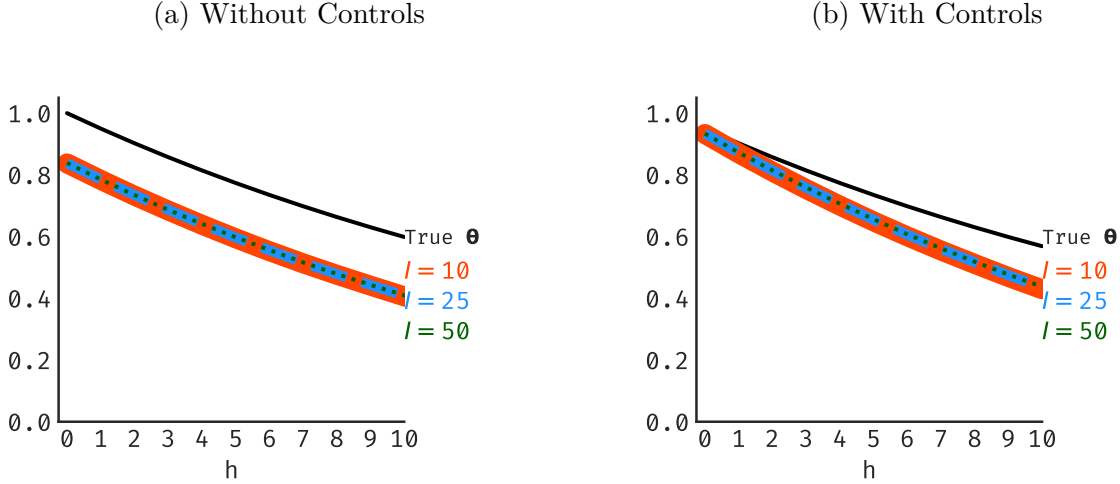 (a) Without Controls
1.0
0.8
0.6
0.4
0.2
0.0
0 1 2 3 4 5 6 7 8 9 10
h
True θ
I = 10
I = 25
I = 50
(b) With Controls
1.0
0.8
0.6
0.4
0.2
0.0
0 1 2 3 4 5 6 7 8 9 10
h
True θ
I = 10
I = 25
I = 50